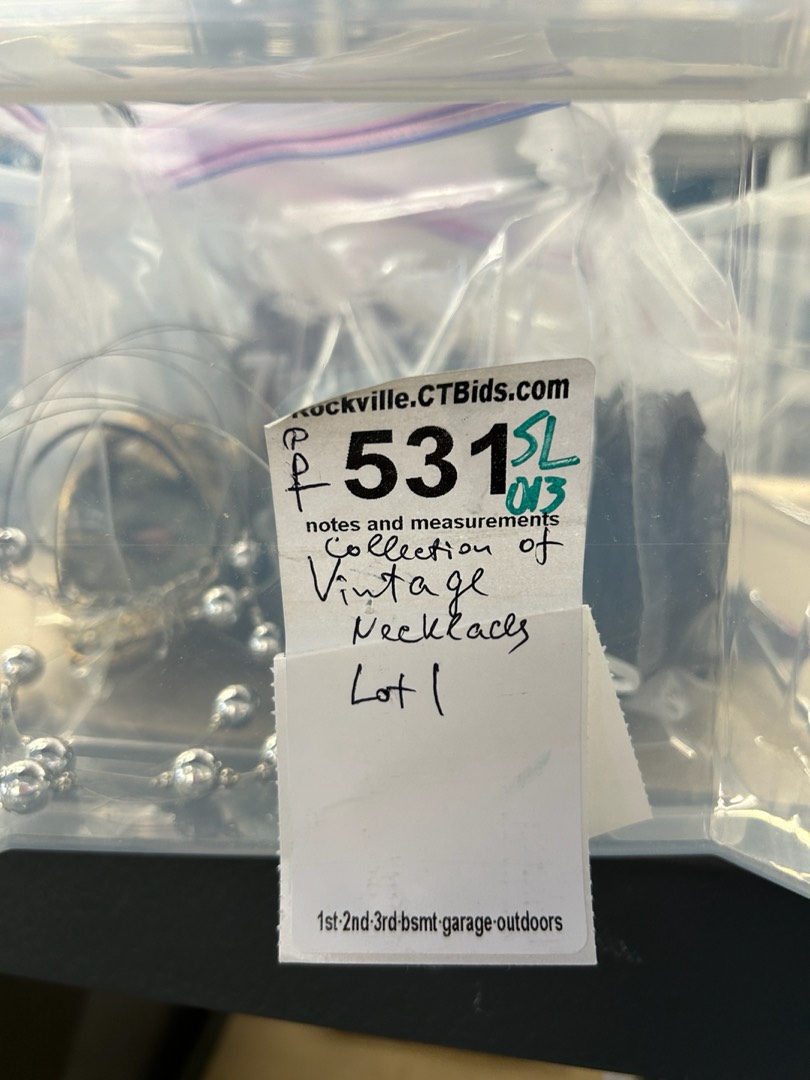 Rockville.CTBids.com
531
SL
013
notes and measurements
Collection of
Vintage
Necklaces
Lot 1
1st·2nd·3rd·bsmt·garage·outdoors